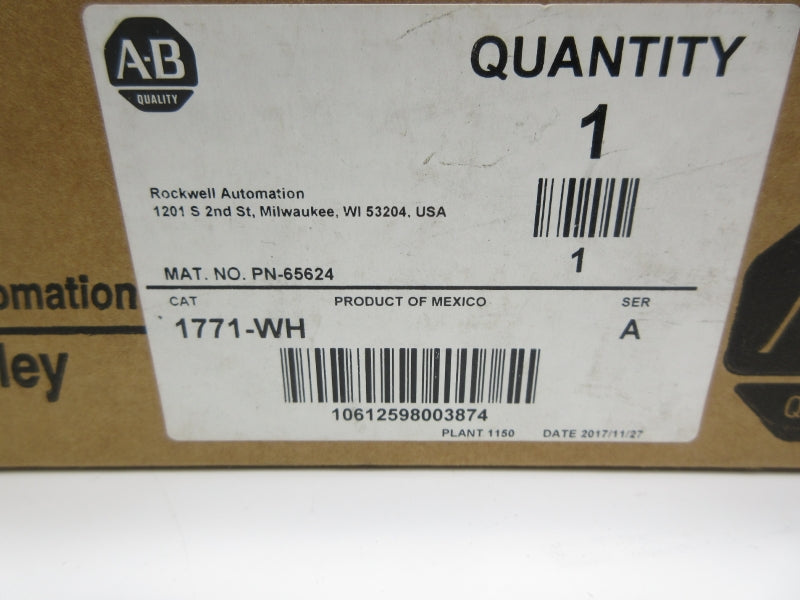 A-B
QUALITY
QUANTITY
1
Rockwell Automation
1201 S 2nd St, Milwaukee, WI 53204, USA
1
MAT. NO. PN-65624
omation
CAT
PRODUCT OF MEXICO
SER
1771-WH
A
ley
10612598003874
PLANT 1150
DATE 2017/11/27
Q